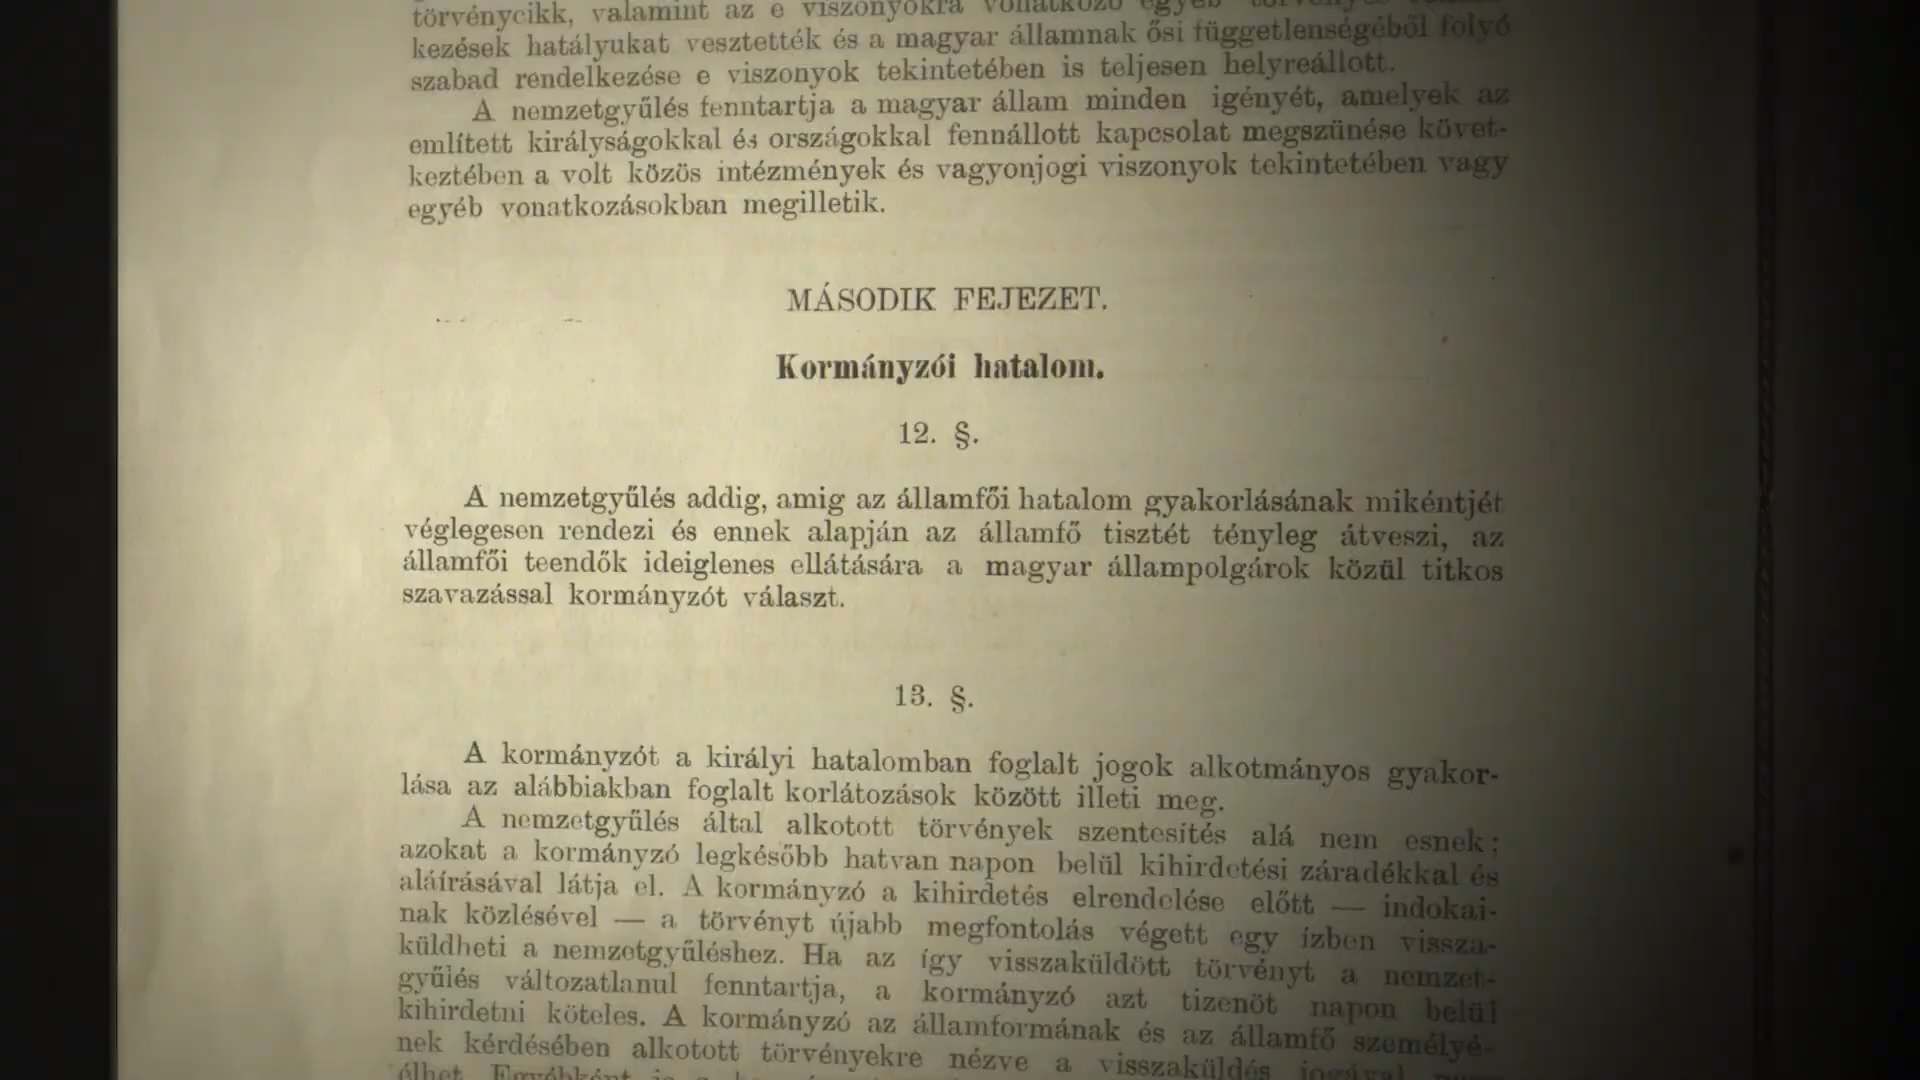 törvénycikk, valamint az e viszonyokra vonatkozó egyéb
kezések hatályukat vesztették és a magyar államnak ősi függetlenségéből folyó
szabad rendelkezése e viszonyok tekintetében is teljesen helyreállott.
A nemzetgyűlés fenntartja a magyar állam minden igényét, amelyek az
említett királyságokkal és országokkal fennállott kapcsolat megszünése követ-
keztében a volt közös intézmények és vagyonjogi viszonyok tekintetében vagy
egyéb vonatkozásokban megilletik.
MÁSODIK FEJEZET.
Kormányzói hatalom.
12. §.
A nemzetgyűlés addig, amig az államfői hatalom gyakorlásának mikéntjét
véglegesen rendezi és ennek alapján az államfő tisztét tényleg átveszi, az
államfői teendők ideiglenes ellátására a magyar állampolgárok közül titkos
szavazással kormányzót választ.
13. §.
A kormányzót a királyi hatalomban foglalt jogok alkotmányos gyakor-
lása az alábbiakban foglalt korlátozások között illeti meg.
A nemzetgyűlés által alkotott törvények szentesítés alá nem esnek;
azokat a kormányzó legkésőbb hatvan napon belül kihirdetési záradékkal és
aláírásával látja el. A kormányzó a kihirdetés elrendelése előtt — indokai-
nak közlésével — a törvényt újabb megfontolás végett egy ízben vissza-
küldheti a nemzetgyűléshez. Ha az így visszaküldött törvényt a nemzet-
gyűlés változatlanul fenntartja, a kormányzó azt tizenöt napon belül
kihirdetni köteles. A kormányzó az államformának és az államfő személyé-
nek kérdésében alkotott törvényekre nézve a visszaküldés jogával nem
élhet. Egyébként is a